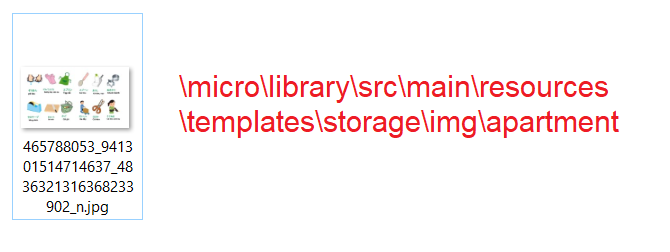 465788053_9413
01514714637_48
36321316368233
902_n.jpg
\micro\library\src\main\resources
\templates\storage\img\apartment